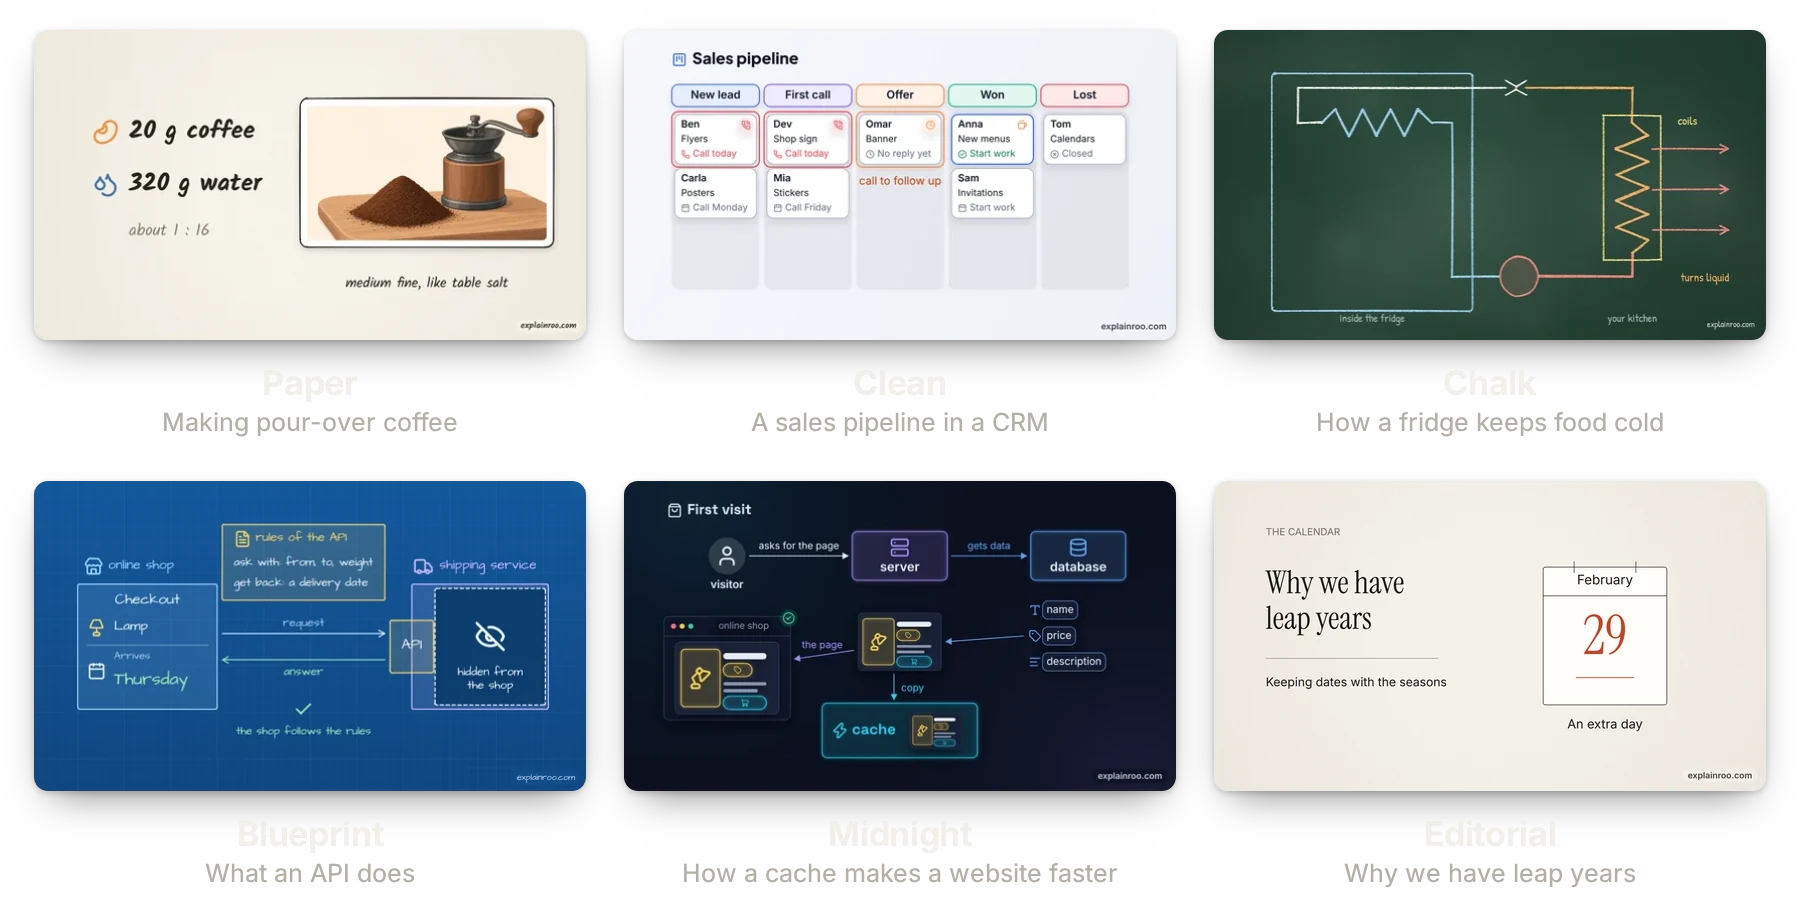 20 g coffee
320 g water
about 1 : 16
medium fine, like table salt
explainroo.com
Paper
Making pour-over coffee
Sales pipeline
New lead
First call
Offer
Won
Lost
Ben
Flyers
Call today
Carla
Posters
Call Monday
Dev
Shop sign
Call today
Mia
Stickers
Call Friday
Omar
Banner
No reply yet
call to follow up
Anna
New menus
Start work
Sam
Invitations
Start work
Tom
Calendars
Closed
explainroo.com
Clean
A sales pipeline in a CRM
coils
turns liquid
inside the fridge
your kitchen
explainroo.com
Chalk
How a fridge keeps food cold
online shop
Checkout
Lamp
Arrives
Thursday
rules of the API
ask with: from, to, weight
get back: a delivery date
request
answer
the shop follows the rules
shipping service
API
hidden from
the shop
explainroo.com
Blueprint
What an API does
First visit
visitor
asks for the page
server
gets data
database
online shop
the page
name
price
description
copy
cache
explainroo.com
Midnight
How a cache makes a website faster
THE CALENDAR
Why we have
leap years
Keeping dates with the seasons
February
29
An extra day
explainroo.com
Editorial
Why we have leap years